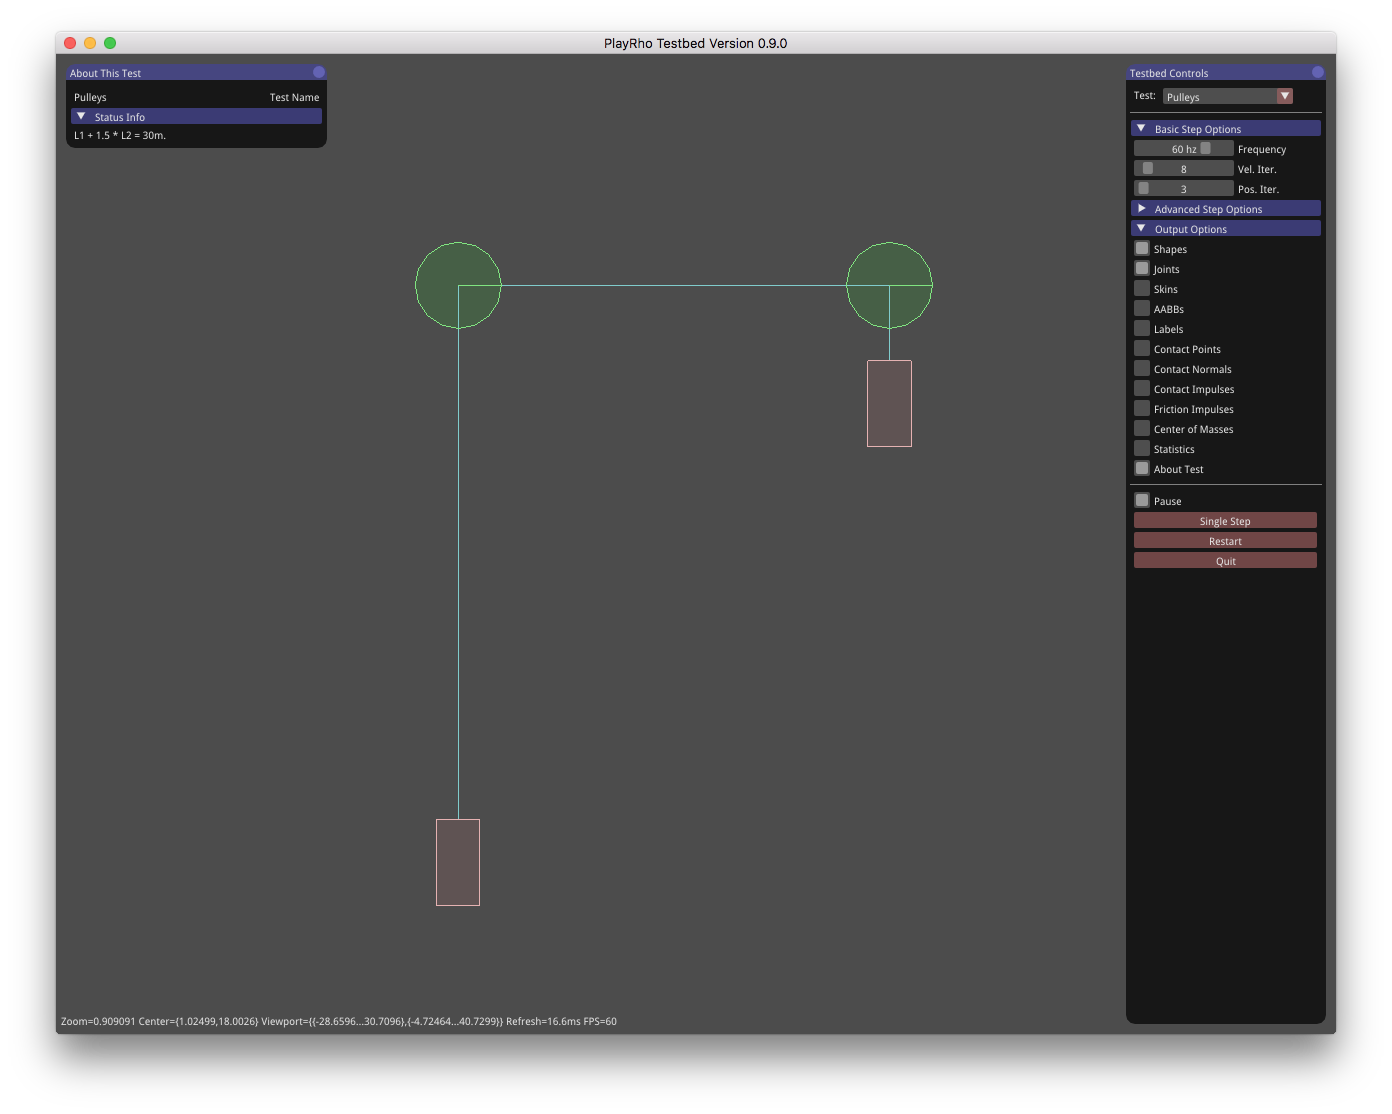 PlayRho Testbed Version 0.9.0
About This Test
Pulleys Test Name
Status Info
L1 + 1.5 * L2 = 30m.
Testbed Controls
Test: Pulleys
Basic Step Options
60 hz Frequency
8 Vel. Iter.
3 Pos. Iter.
Advanced Step Options
Output Options
Shapes
Joints
Skins
AABBs
Labels
Contact Points
Contact Normals
Contact Impulses
Friction Impulses
Center of Masses
Statistics
About Test
Pause
Single Step
Restart
Quit
Zoom=0.909091 Center={1.02499,18.0026} Viewport={{-28.6596...30.7096},{-4.72464...40.7299}} Refresh=16.6ms FPS=60